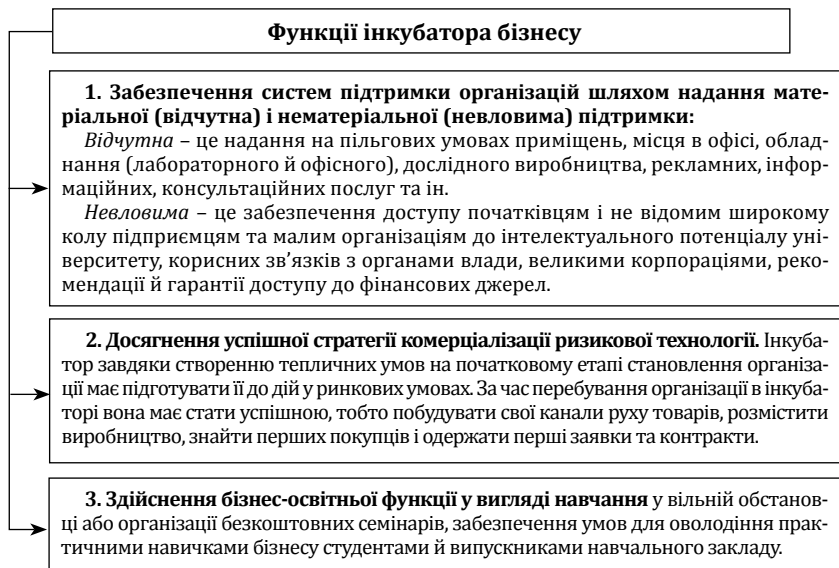 Функції інкубатора бізнесу
1. Забезпечення систем підтримки організацій шляхом надання мате-
ріальної (відчутна) і нематеріальної (невловима) підтримки:
Відчутна – це надання на пільгових умовах приміщень, місця в офісі, облад-
нання (лабораторного й офісного), дослідного виробництва, рекламних, інфор-
маційних, консультаційних послуг та ін.
Невловима – це забезпечення доступу початківцям і не відомим широкому
колу підприємцям та малим організаціям до інтелектуального потенціалу уні-
верситету, корисних зв’язків з органами влади, великими корпораціями, реко-
мендації й гарантії доступу до фінансових джерел.
2. Досягнення успішної стратегії комерціалізації ризикової технології. Інкуба-
тор завдяки створенню тепличних умов на початковому етапі становлення організа-
ції має підготувати її до дій у ринкових умовах. За час перебування організації в інкуба-
торі вона має стати успішною, тобто побудувати свої канали руху товарів, розмістити
виробництво, знайти перших покупців і одержати перші заявки та контракти.
3. Здійснення бізнес-освітньої функції у вигляді навчання у вільній обстанов-
ці або організації безкоштовних семінарів, забезпечення умов для оволодіння прак-
тичними навичками бізнесу студентами й випускниками навчального закладу.